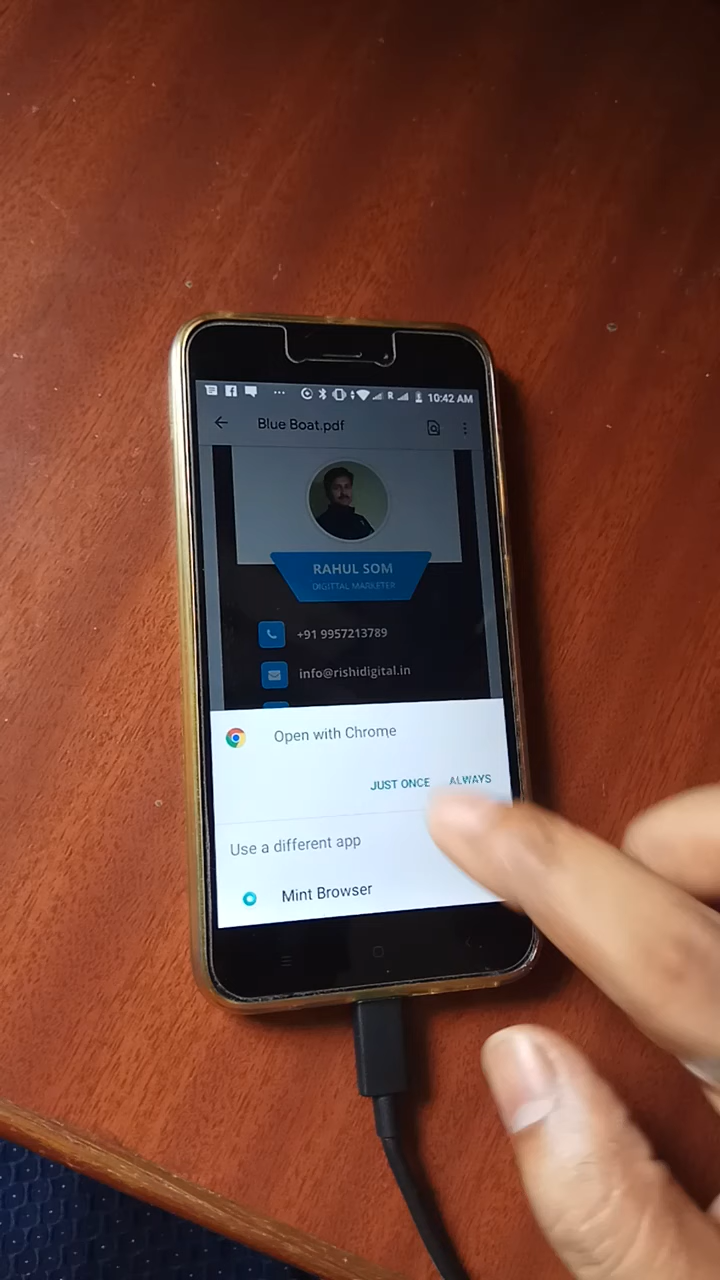 R 10:42 AM
Blue Boat.pdf
RAHUL SOM
DIGITTAL MARKETER
+91 9957213789
info@rishidigital.in
Open with Chrome
JUST ONCE ALWAYS
Use a different app
Mint Browser